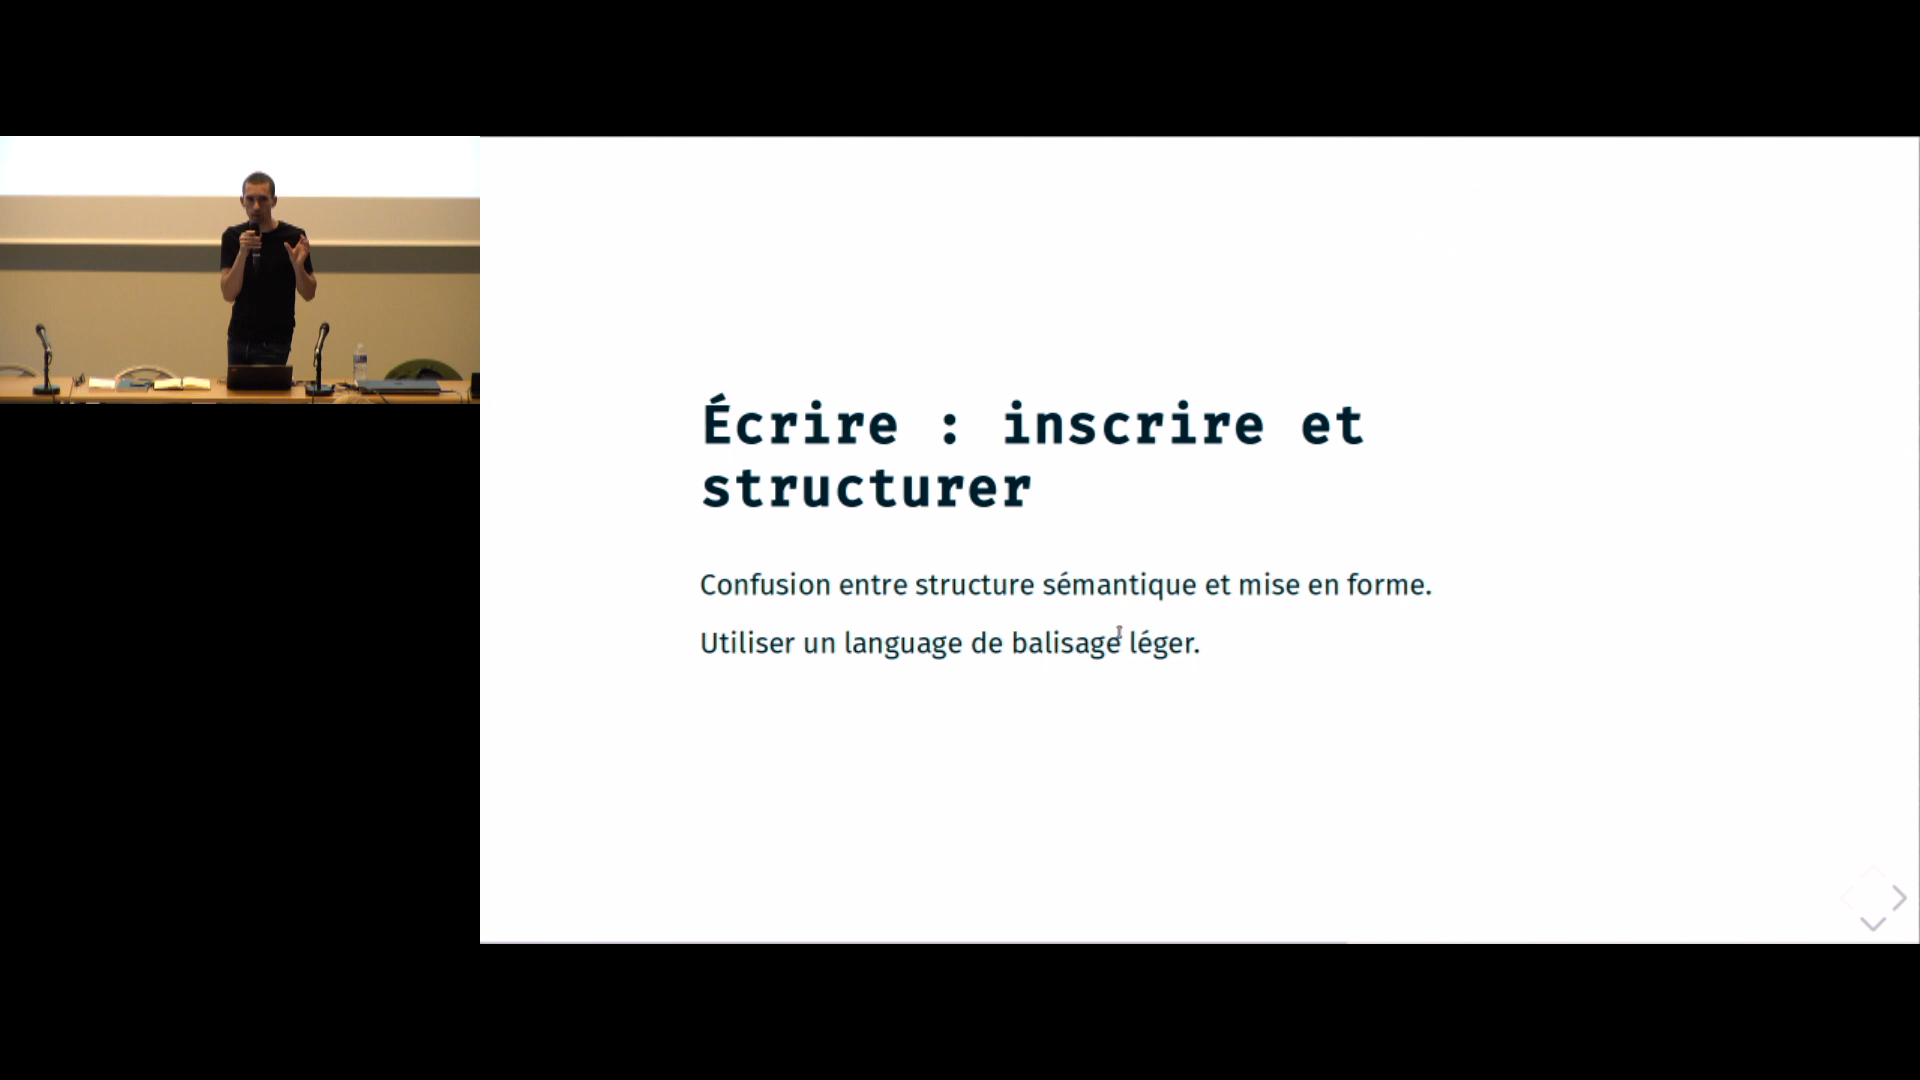 Écrire : inscrire et
structurer
Confusion entre structure sémantique et mise en forme.
Utiliser un language de balisage léger.